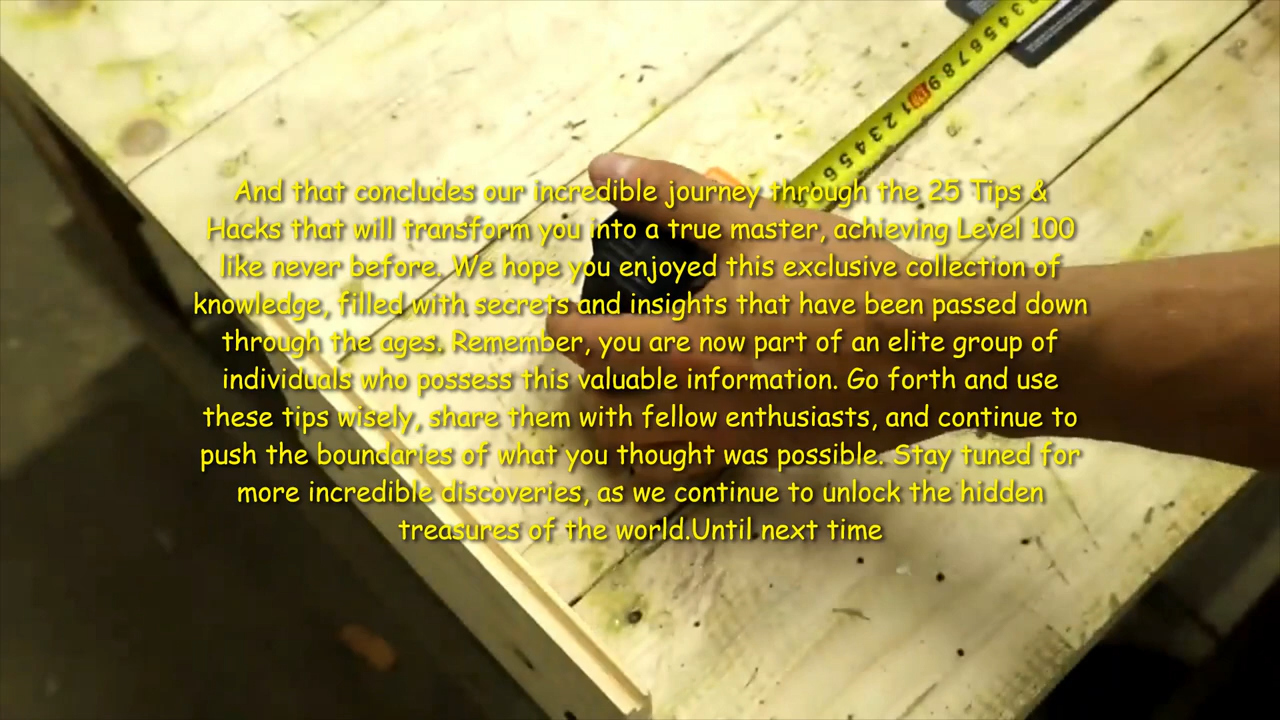 And that concludes our incredible journey through the 25 Tips &
Hacks that will transform you into a true master, achieving Level 100
like never before. We hope you enjoyed this exclusive collection of
knowledge, filled with secrets and insights that have been passed down
through the ages. Remember, you are now part of an elite group of
individuals who possess this valuable information. Go forth and use
these tips wisely, share them with fellow enthusiasts, and continue to
push the boundaries of what you thought was possible. Stay tuned for
more incredible discoveries, as we continue to unlock the hidden
treasures of the world.Until next time